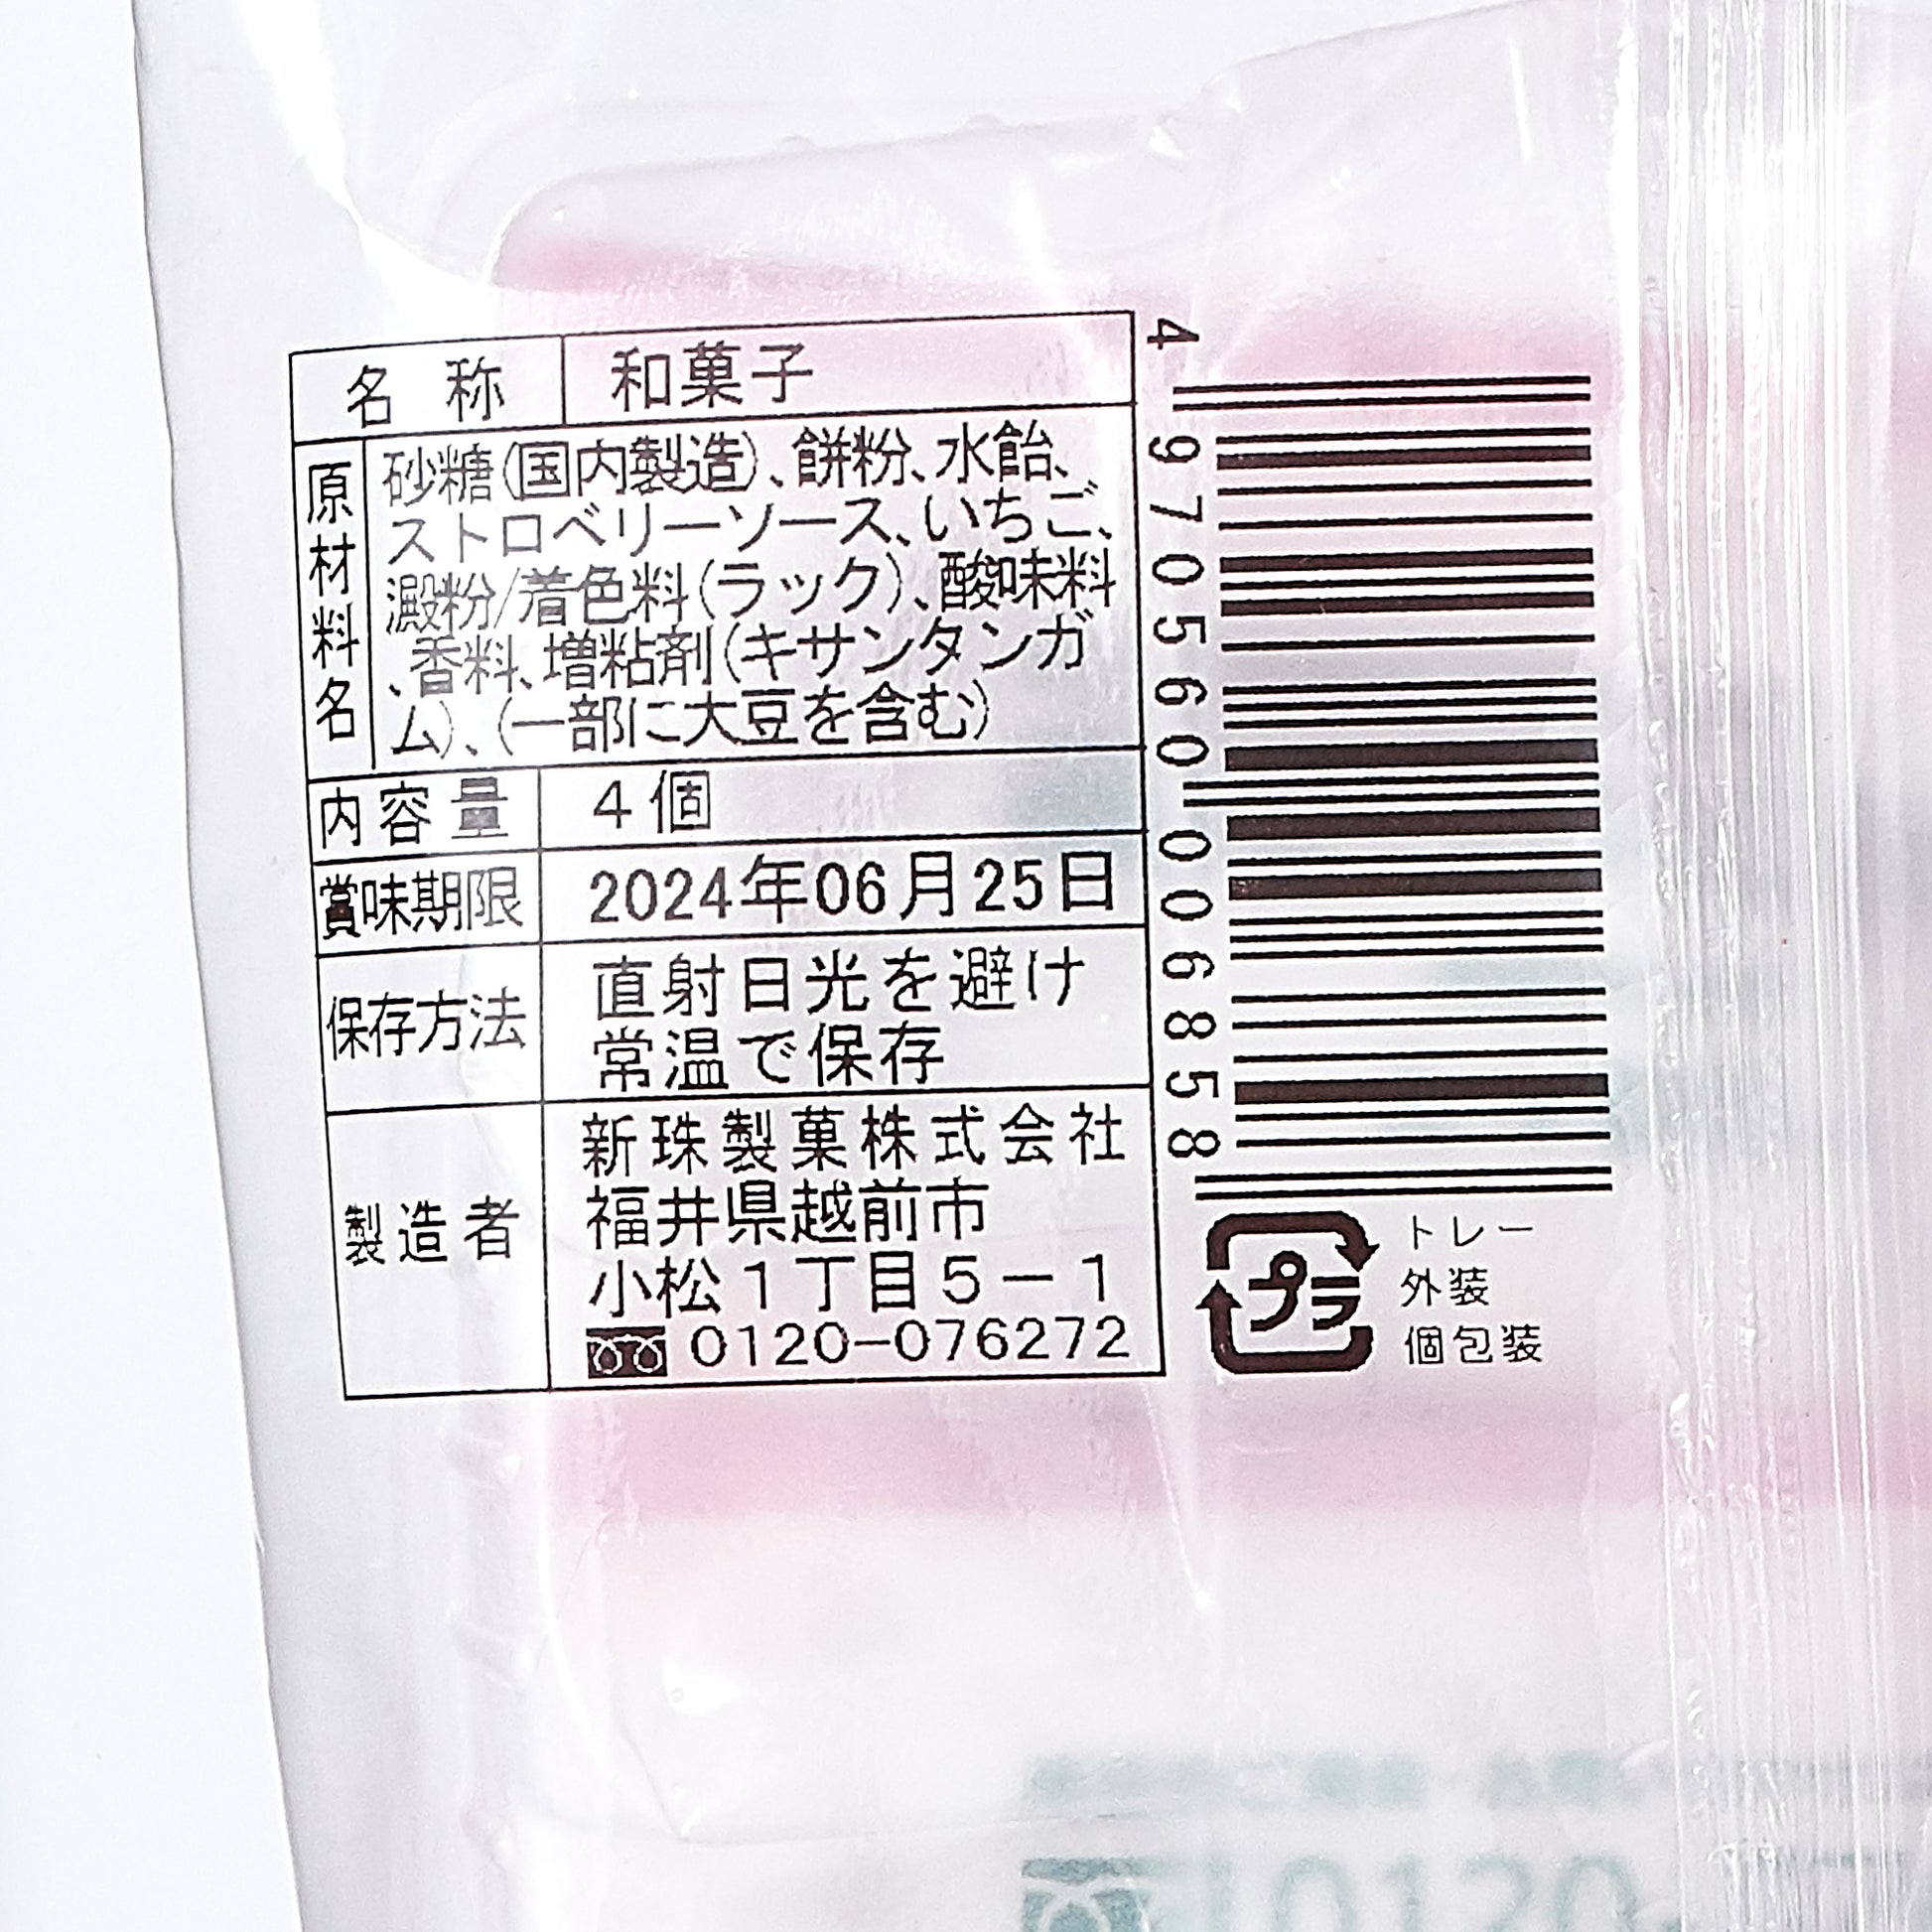 名称 和菓子
原材料名
砂糖(国内製造)、餅粉、水飴、
ストロベリーソース、いちご、
澱粉/着色料(ラック)、酸味料
、香料、増粘剤(キサンタンガ
ム)、(一部に大豆を含む)
内容量 4個
賞味期限 2024年06月25日
保存方法 直射日光を避け
常温で保存
製造者 新珠製菓株式会社
福井県越前市
小松1丁目5-1
0120-076272
4970560006858
プラ
トレー
外装
個包装
0120-